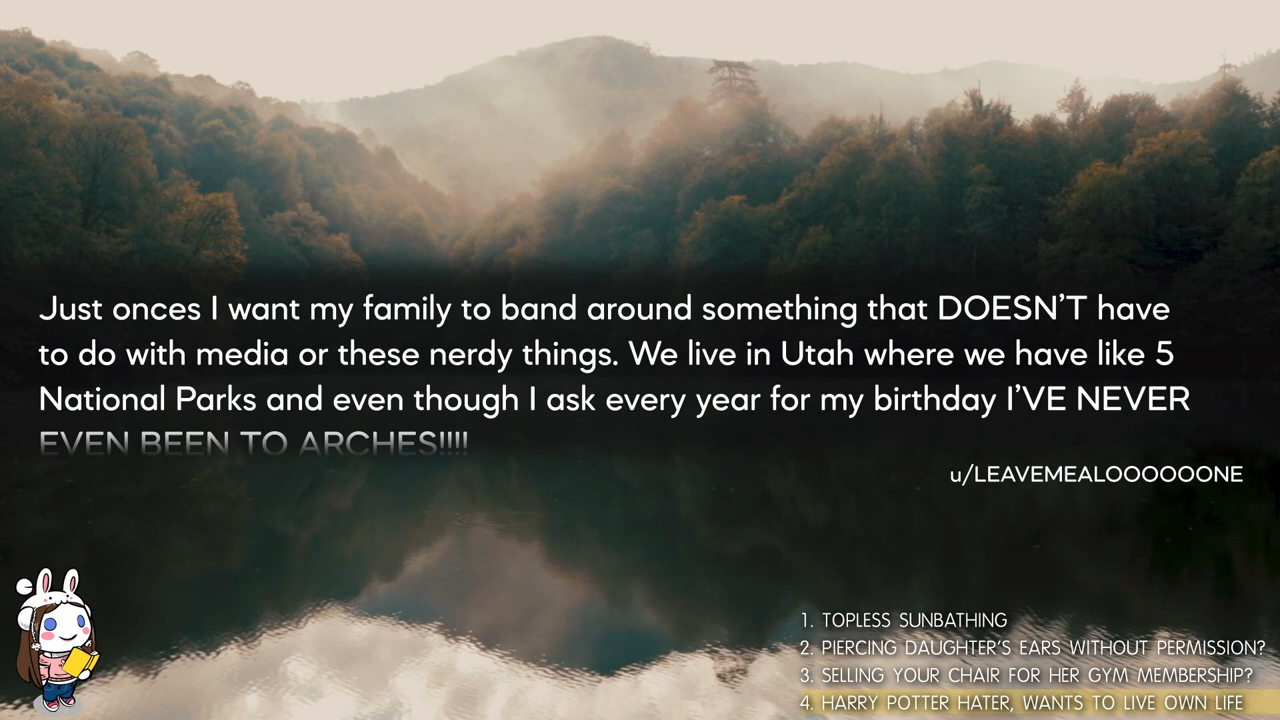 Just onces I want my family to band around something that DOESN’T have
to do with media or these nerdy things. We live in Utah where we have like 5
National Parks and even though I ask every year for my birthday I’VE NEVER
EVEN BEEN TO ARCHES!!!!
u/LEAVEMEALOOOOOONE
1. TOPLESS SUNBATHING
2. PIERCING DAUGHTER’S EARS WITHOUT PERMISSION?
3. SELLING YOUR CHAIR FOR HER GYM MEMBERSHIP?
4. HARRY POTTER HATER, WANTS TO LIVE OWN LIFE